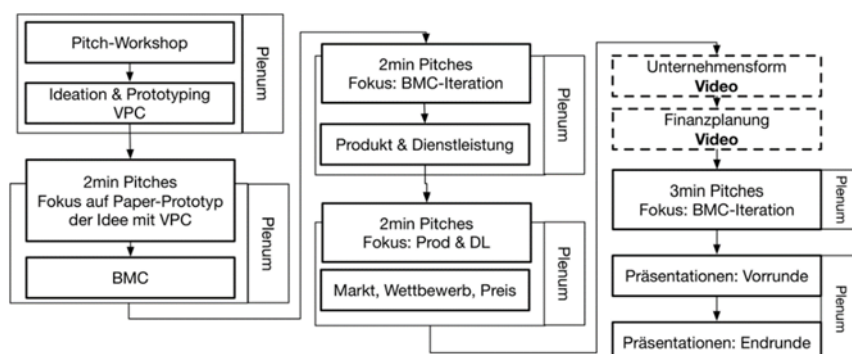 Pitch-Workshop
Ideation & Prototyping
VPC
Plenum
2min Pitches
Fokus auf Paper-Prototyp
der Idee mit VPC
BMC
Plenum
2min Pitches
Fokus: BMC-Iteration
Produkt & Dienstleistung
Plenum
2min Pitches
Fokus: Prod & DL
Markt, Wettbewerb, Preis
Plenum
Unternehmensform
Video
Finanzplanung
Video
3min Pitches
Fokus: BMC-Iteration
Plenum
Präsentationen: Vorrunde
Präsentationen: Endrunde
Plenum